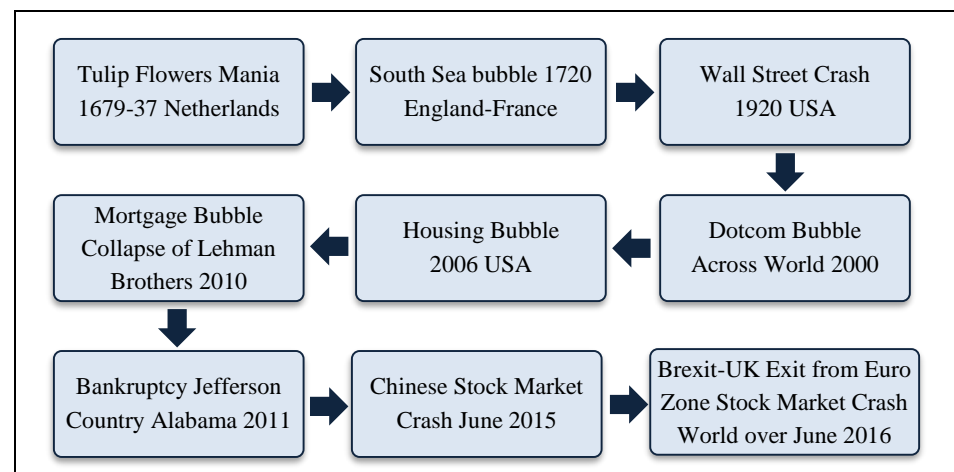 Tulip Flowers Mania
1679-37 Netherlands
South Sea bubble 1720
England-France
Wall Street Crash
1920 USA
Dotcom Bubble
Across World 2000
Housing Bubble
2006 USA
Mortgage Bubble
Collapse of Lehman
Brothers 2010
Bankruptcy Jefferson
Country Alabama 2011
Chinese Stock Market
Crash June 2015
Brexit-UK Exit from Euro
Zone Stock Market Crash
World over June 2016